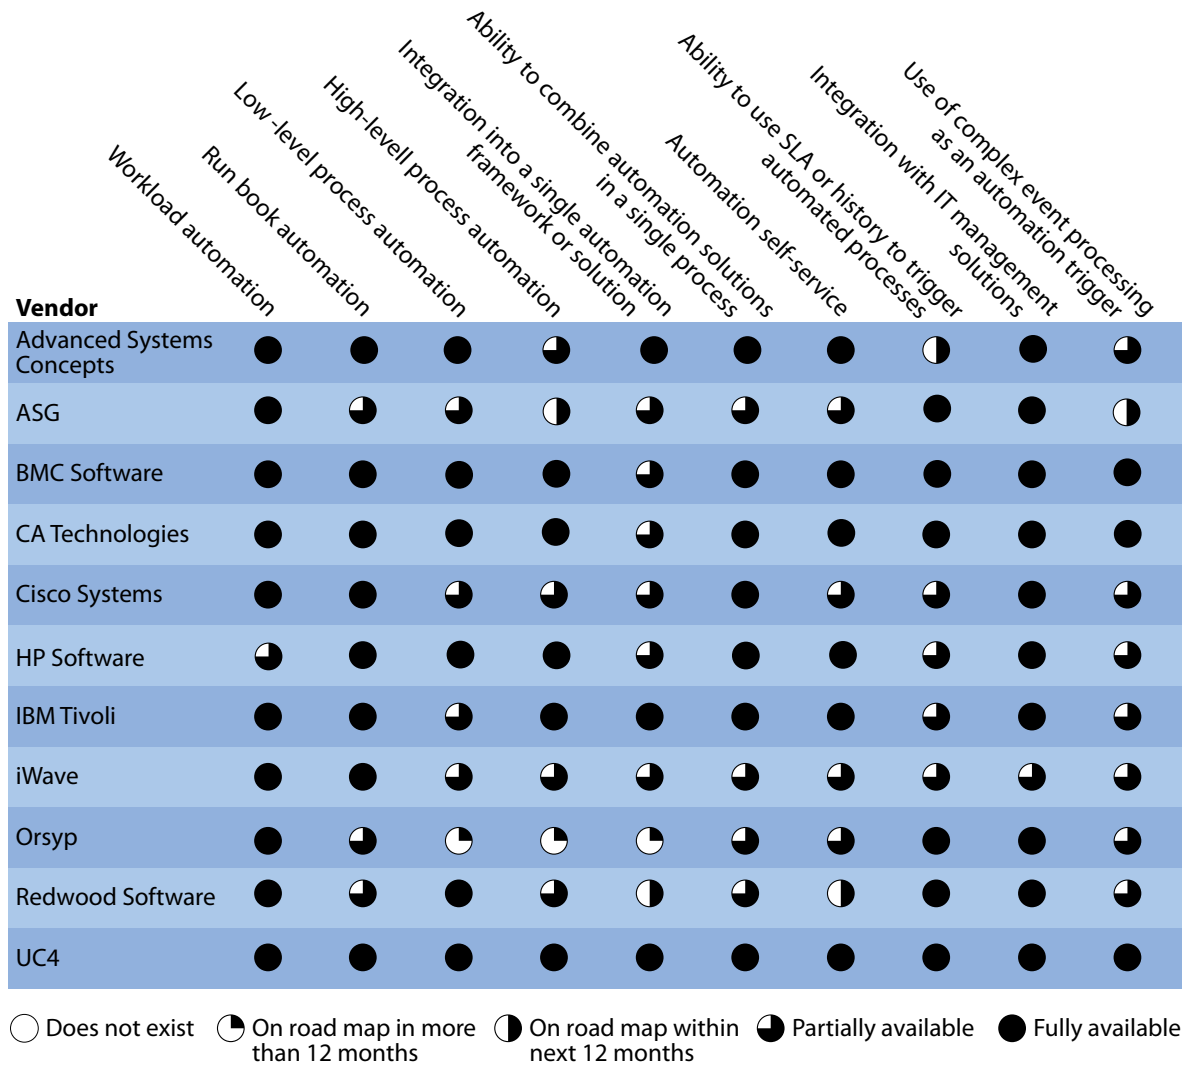 Workload automation
Run book automation
Low -level process automation
High-levell process automation
Integration into a single automation
framework or solution
Ability to combine automation solutions
in a single process
Automation self-service
Ability to use SLA or history to trigger
automated processes
Integration with IT management
solutions
Use of complex event processing
as an automation trigger
Vendor
Advanced Systems
Concepts
ASG
BMC Software
CA Technologies
Cisco Systems
HP Software
IBM Tivoli
iWave
Orsyp
Redwood Software
UC4
Does not exist
On road map in more
than 12 months
On road map within
next 12 months
Partially available
Fully available